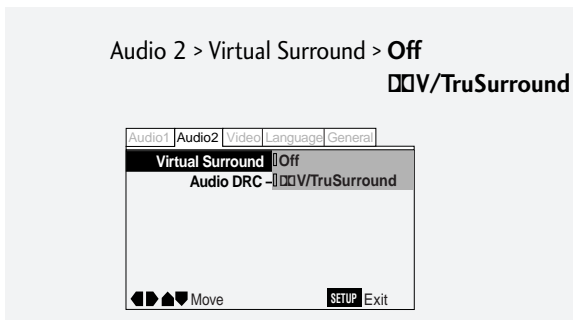 Audio 2 > Virtual Surround > Off
V/TruSurround
Audio1 Audio2 Video Language General
Virtual Surround Off
Audio DRC – V/TruSurround
Move SETUP Exit